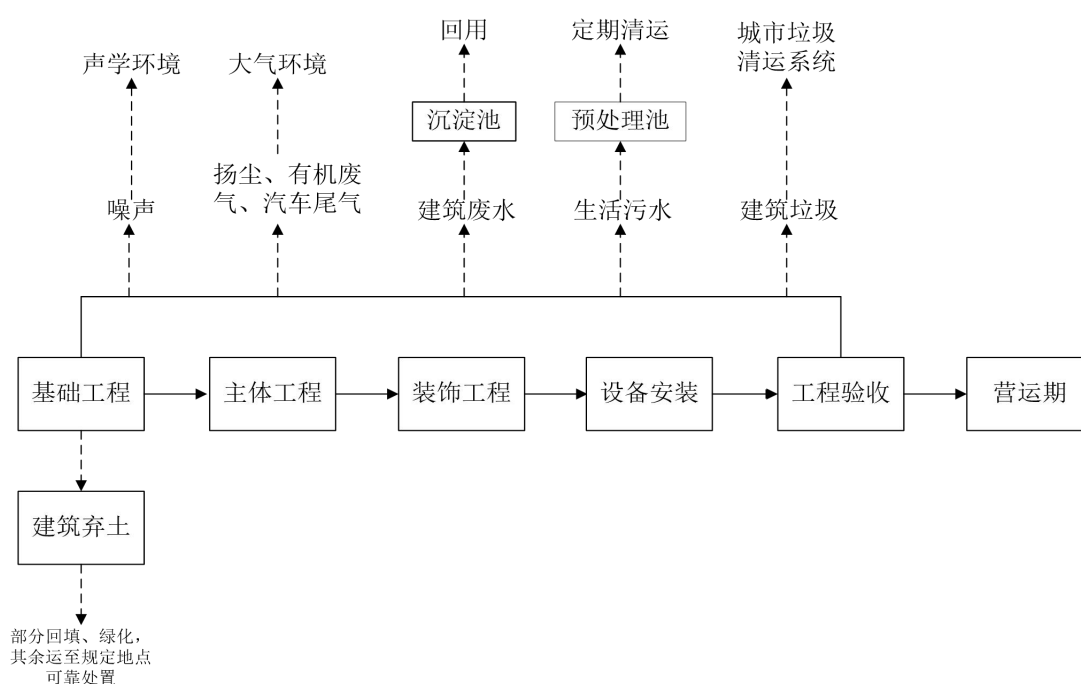 回用
定期清运
城市垃圾
清运系统
声学环境
大气环境
沉淀池
预处理池
扬尘、有机废
气、汽车尾气
噪声
建筑废水
生活污水
建筑垃圾
基础工程
主体工程
装饰工程
设备安装
工程验收
营运期
建筑弃土
部分回填、绿化，
其余运至规定地点
可靠处置